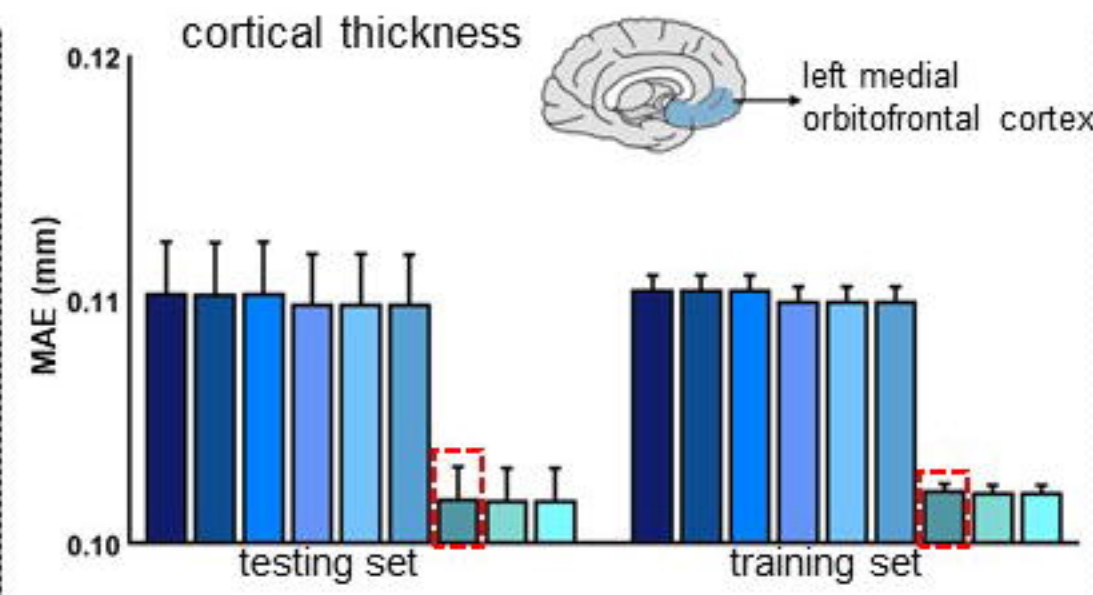 cortical thickness
0.12
left medial
orbitofrontal cortex
MAE (mm)
0.11
0.10
testing set
training set